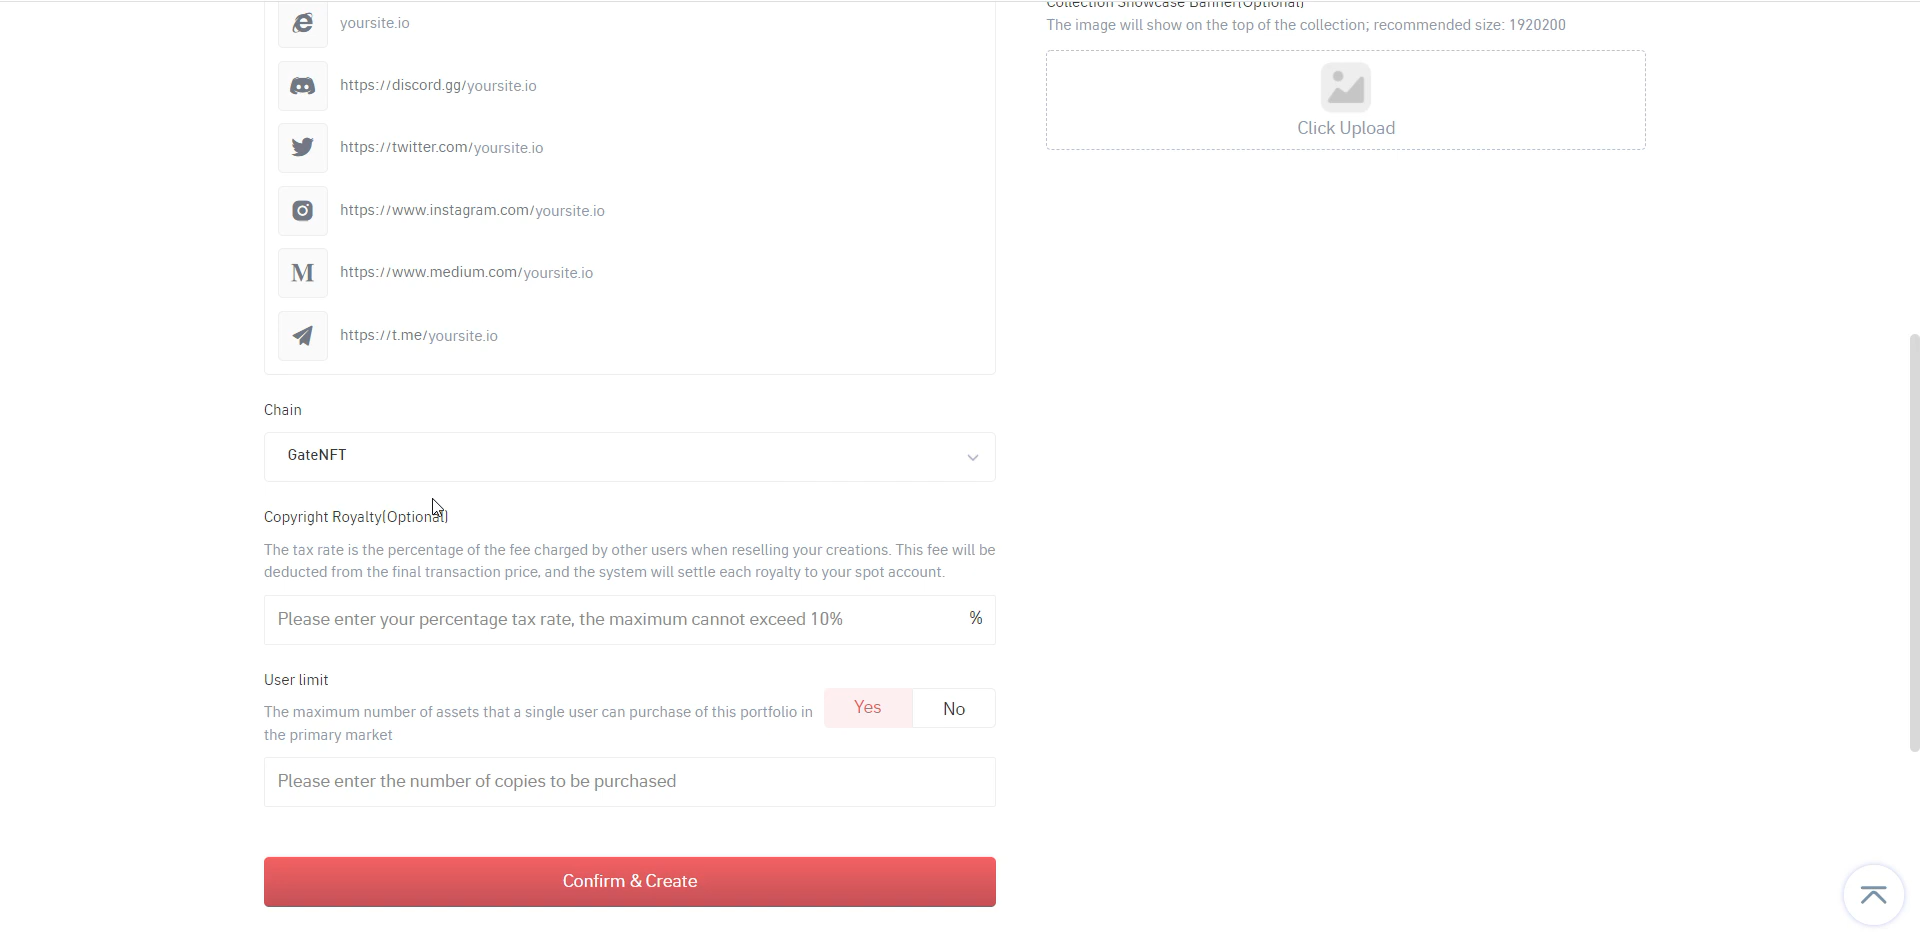 yoursite.io
https://discord.gg/yoursite.io
https://twitter.com/yoursite.io
https://www.instagram.com/yoursite.io
M https://www.medium.com/yoursite.io
https://t.me/yoursite.io
Chain
GateNFT
Copyright Royalty(Optional)
The tax rate is the percentage of the fee charged by other users when reselling your creations. This fee will be
deducted from the final transaction price, and the system will settle each royalty to your spot account.
Please enter your percentage tax rate, the maximum cannot exceed 10% %
User limit
The maximum number of assets that a single user can purchase of this portfolio in
the primary market
Yes No
Please enter the number of copies to be purchased
Confirm & Create
Collection Showcase Banner(Optional)
The image will show on the top of the collection; recommended size: 1920200
Click Upload